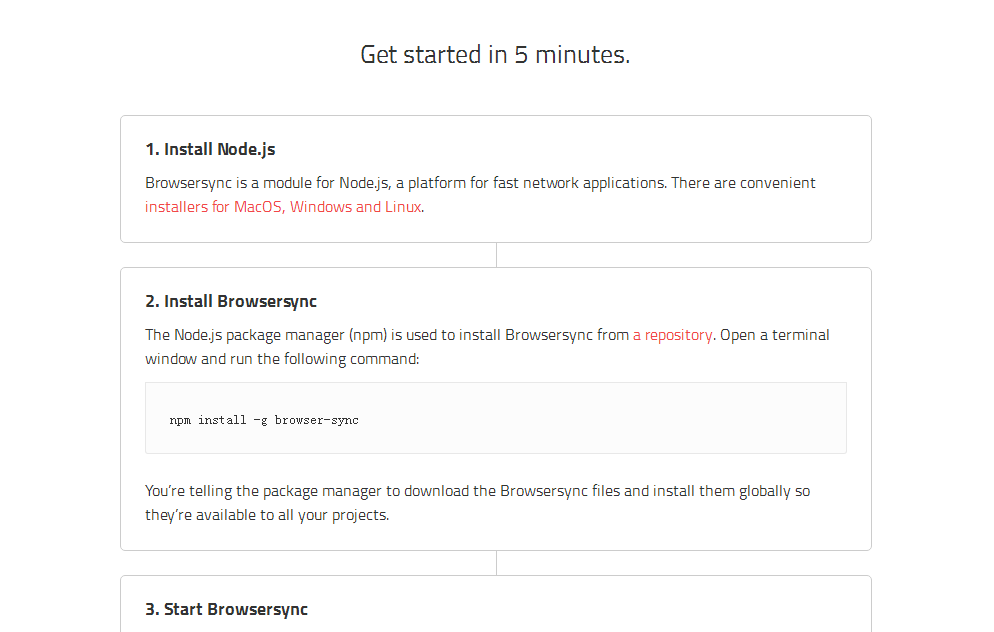 Get started in 5 minutes.
1. Install Node.js
Browsersync is a module for Node.js, a platform for fast network applications. There are convenient
installers for MacOS, Windows and Linux.
2. Install Browsersync
The Node.js package manager (npm) is used to install Browsersync from a repository. Open a terminal
window and run the following command:
npm install -g browser-sync
You’re telling the package manager to download the Browsersync files and install them globally so
they’re available to all your projects.
3. Start Browsersync